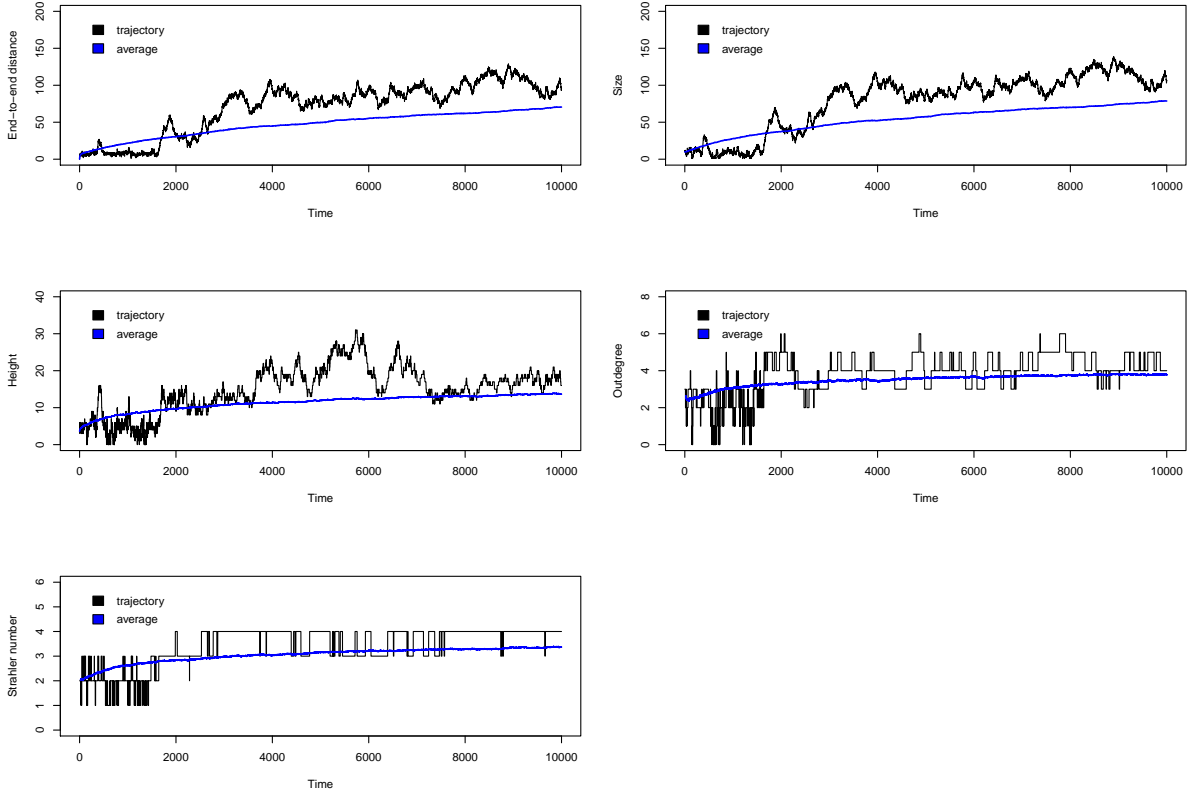 End−to−end distance
0 50 100 150 200
trajectory
average
0 2000 4000 6000 8000 10000
Time
Size
0 50 100 150 200
trajectory
average
0 2000 4000 6000 8000 10000
Time
Height
0 10 20 30 40
trajectory
average
0 2000 4000 6000 8000 10000
Time
Outdegree
0 2 4 6 8
trajectory
average
0 2000 4000 6000 8000 10000
Time
Strahler number
0 1 2 3 4 5 6
trajectory
average
0 2000 4000 6000 8000 10000
Time